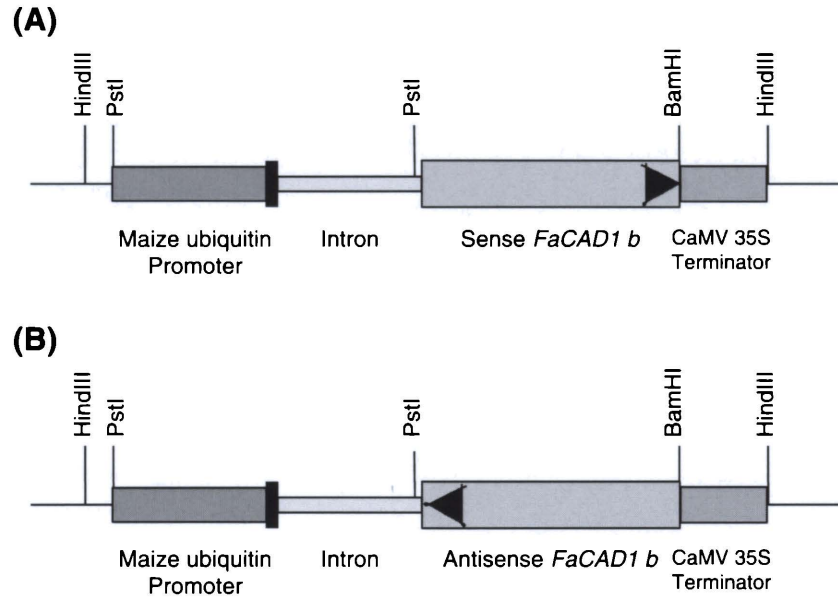 (A)
HindIII
PstI
PstI
BamHI
HindIII
Maize ubiquitin
Promoter
Intron
Sense FaCAD1 b
CaMV 35S
Terminator
(B)
HindIII
PstI
PstI
BamHI
HindIII
Maize ubiquitin
Promoter
Intron
Antisense FaCAD1 b
CaMV 35S
Terminator